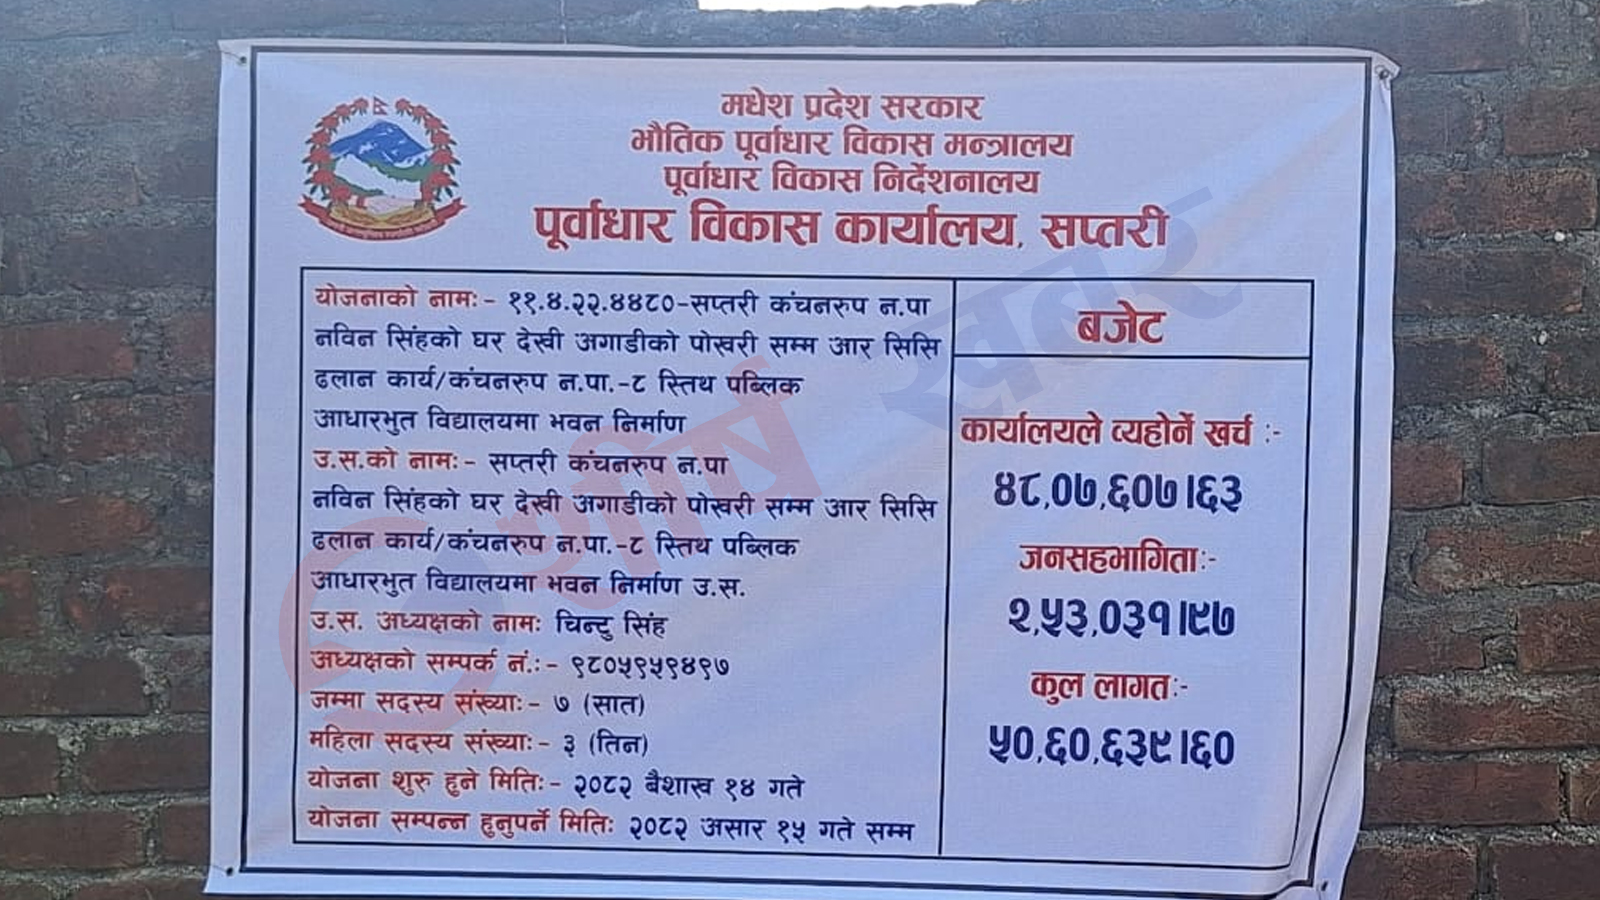 मधेश प्रदेश सरकार
भौतिक पूर्वाधार विकास मन्त्रालय
पूर्वाधार विकास निर्देशनालय
पूर्वाधार विकास कार्यालय, सप्तरी
योजनाको नामः- ११.४.२२.४४८०-सप्तरी कंचनरुप न.पा
नविन सिंहको घर देखी अगाडीको पोखरी सम्म आर सिसि
ढलान कार्य/कंचनरुप न.पा.-८ स्तिथ पब्लिक
आधारभुत विद्यालयमा भवन निर्माण
उ.स.को नामः- सप्तरी कंचनरुप न.पा
नविन सिंहको घर देखी अगाडीको पोखरी सम्म आर सिसि
ढलान कार्य/कंचनरुप न.पा.-८ स्तिथ पब्लिक
आधारभुत विद्यालयमा भवन निर्माण उ.स.
उ.स. अध्यक्षको नामः चिन्टु सिंह
अध्यक्षको सम्पर्क नं.:- ९८०५९५९४९७
जम्मा सदस्य संख्याः- ७ (सात)
महिला सदस्य संख्याः- ३ (तिन)
योजना शुरु हुने मितिः- २०८२ बैशाख १४ गते
योजना सम्पन्न हुनुपर्ने मितिः २०८२ असार १५ गते सम्म
बजेट
कार्यालयले व्यहोर्ने खर्च :-
४८,०७,६०७।६३
जनसहभागिताः-
२,५३,०३१।९७
कुल लागतः-
५०,६०,६३९।६०
शीर्ष खबर